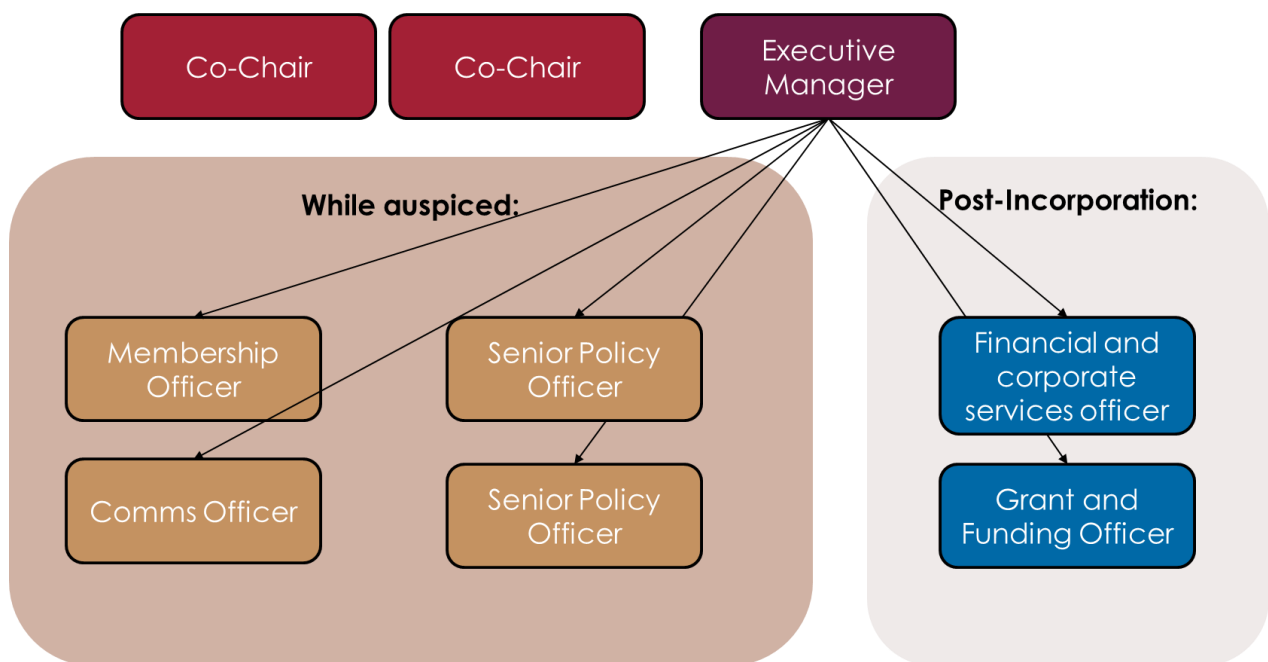 Co-Chair
Co-Chair
Executive
Manager
While auspiced:
Membership
Officer
Senior Policy
Officer
Comms Officer
Senior Policy
Officer
Post-Incorporation:
Financial and
corporate
services officer
Grant and
Funding Officer